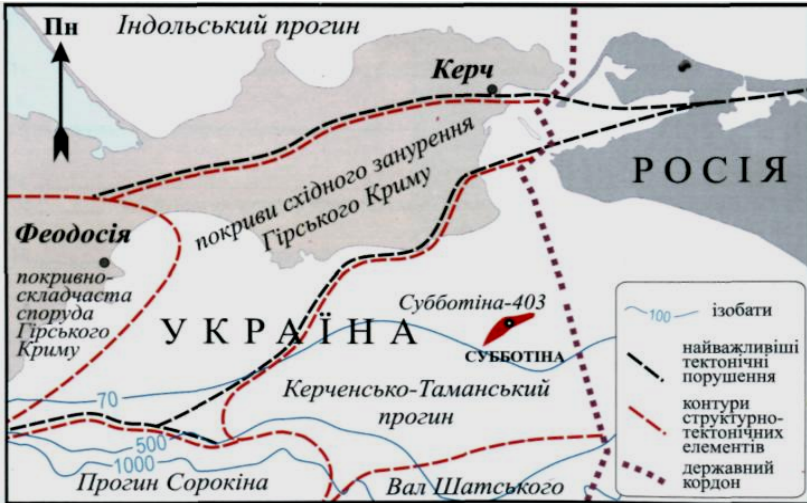 Пн
Індольський прогин
Керч
РОСІЯ
покриви східного занурення
Гірського Криму
Феодосія
покривно-
складчаста
споруда
Гірського
Криму
УКРАЇНА
Субботіна-403
СУББОТІНА
70
Керченсько-Таманський
прогин
500
1000
Прогин Сорокіна
Вал Шатського
100
ізобати
найважливіші
тектонічні
порушення
контури
структурно-
тектонічних
елементів
державний
кордон